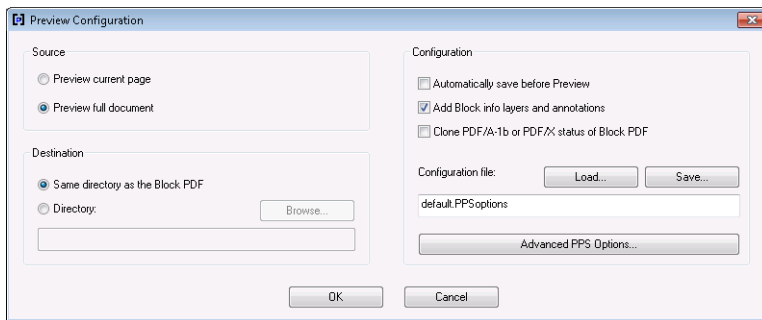 Preview Configuration
Source
Preview current page
Preview full document
Destination
Same directory as the Block PDF
Directory:
Browse...
Configuration
Automatically save before Preview
Add Block info layers and annotations
Clone PDF/A-1b or PDF/X status of Block PDF
Configuration file:
Load...
Save...
default.PPSoptions
Advanced PPS Options...
OK
Cancel